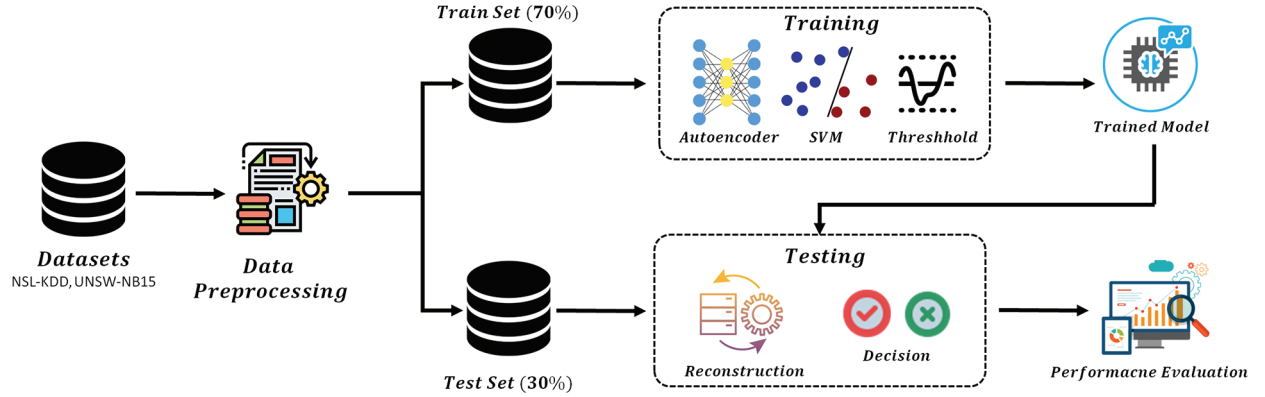 Train Set (70%)
Training
Autoencoder
SVM
Threshhold
Trained Model
Datasets
NSL-KDD, UNSW-NB15
Data
Preprocessing
Testing
Reconstruction
Decision
Test Set (30%)
Performacne Evaluation